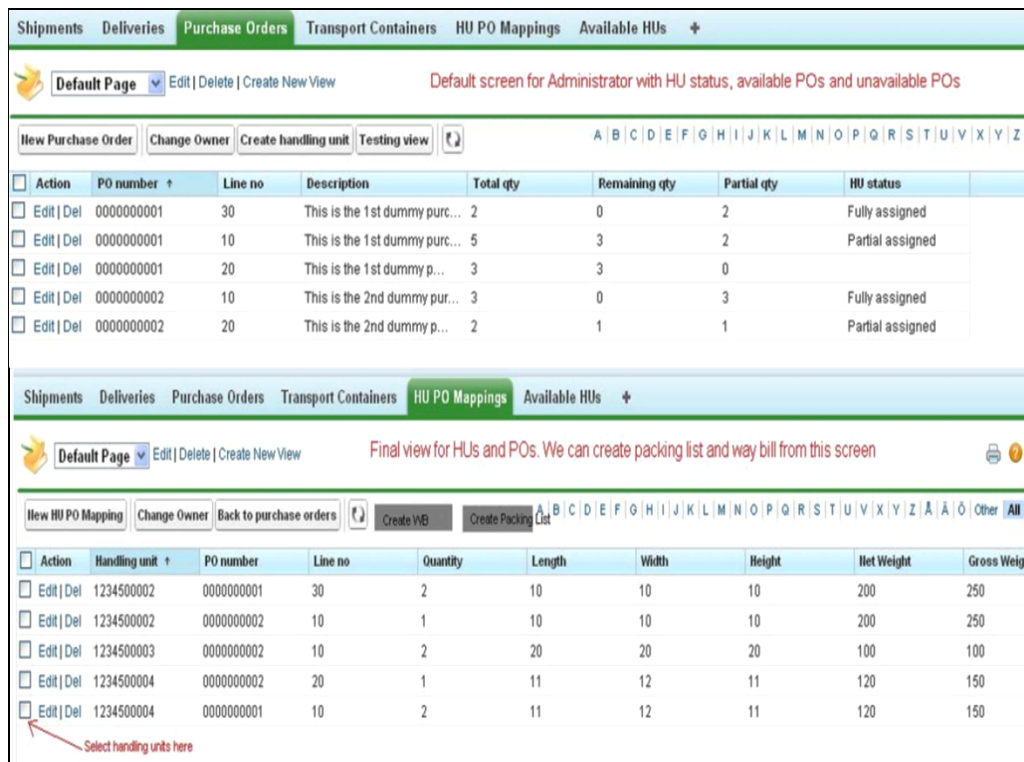 Shipments Deliveries Purchase Orders Transport Containers HU PO Mappings Available HUs +
Default Page Edit | Delete | Create New View Default screen for Administrator with HU status, available POs and unavailable POs
New Purchase Order Change Owner Create handling unit Testing view A | B | C | D | E | F | G | H | I | J | K | L | M | N | O | P | Q | R | S | T | U | V | X | Y | Z
Action PO number ↑ Line no Description Total qty Remaining qty Partial qty HU status
Edit | Del 0000000001 30 This is the 1st dummy purc... 2 0 2 Fully assigned
Edit | Del 0000000001 10 This is the 1st dummy purc... 5 3 2 Partial assigned
Edit | Del 0000000001 20 This is the 1st dummy p... 3 3 0
Edit | Del 0000000002 10 This is the 2nd dummy pur... 3 0 3 Fully assigned
Edit | Del 0000000002 20 This is the 2nd dummy p... 2 1 1 Partial assigned
Shipments Deliveries Purchase Orders Transport Containers HU PO Mappings Available HUs +
Default Page Edit | Delete | Create New View Final view for HUs and POs. We can create packing list and way bill from this screen ?
New HU PO Mapping Change Owner Back to purchase orders Create WB Create Packing List A | B | C | D | E | F | G | H | I | J | K | L | M | N | O | P | Q | R | S | T | U | V | X | Y | Z | Å | Ä | Ö | Other All
Action Handling unit ↑ PO number Line no Quantity Length Width Height Net Weight Gross Weig
Edit | Del 1234500002 0000000001 30 2 10 10 10 200 250
Edit | Del 1234500002 0000000002 10 1 10 10 10 200 250
Edit | Del 1234500003 0000000002 10 2 20 20 20 100 100
Edit | Del 1234500004 0000000002 20 1 11 12 11 120 150
Edit | Del 1234500004 0000000001 10 2 11 12 11 120 150
Select handling units here